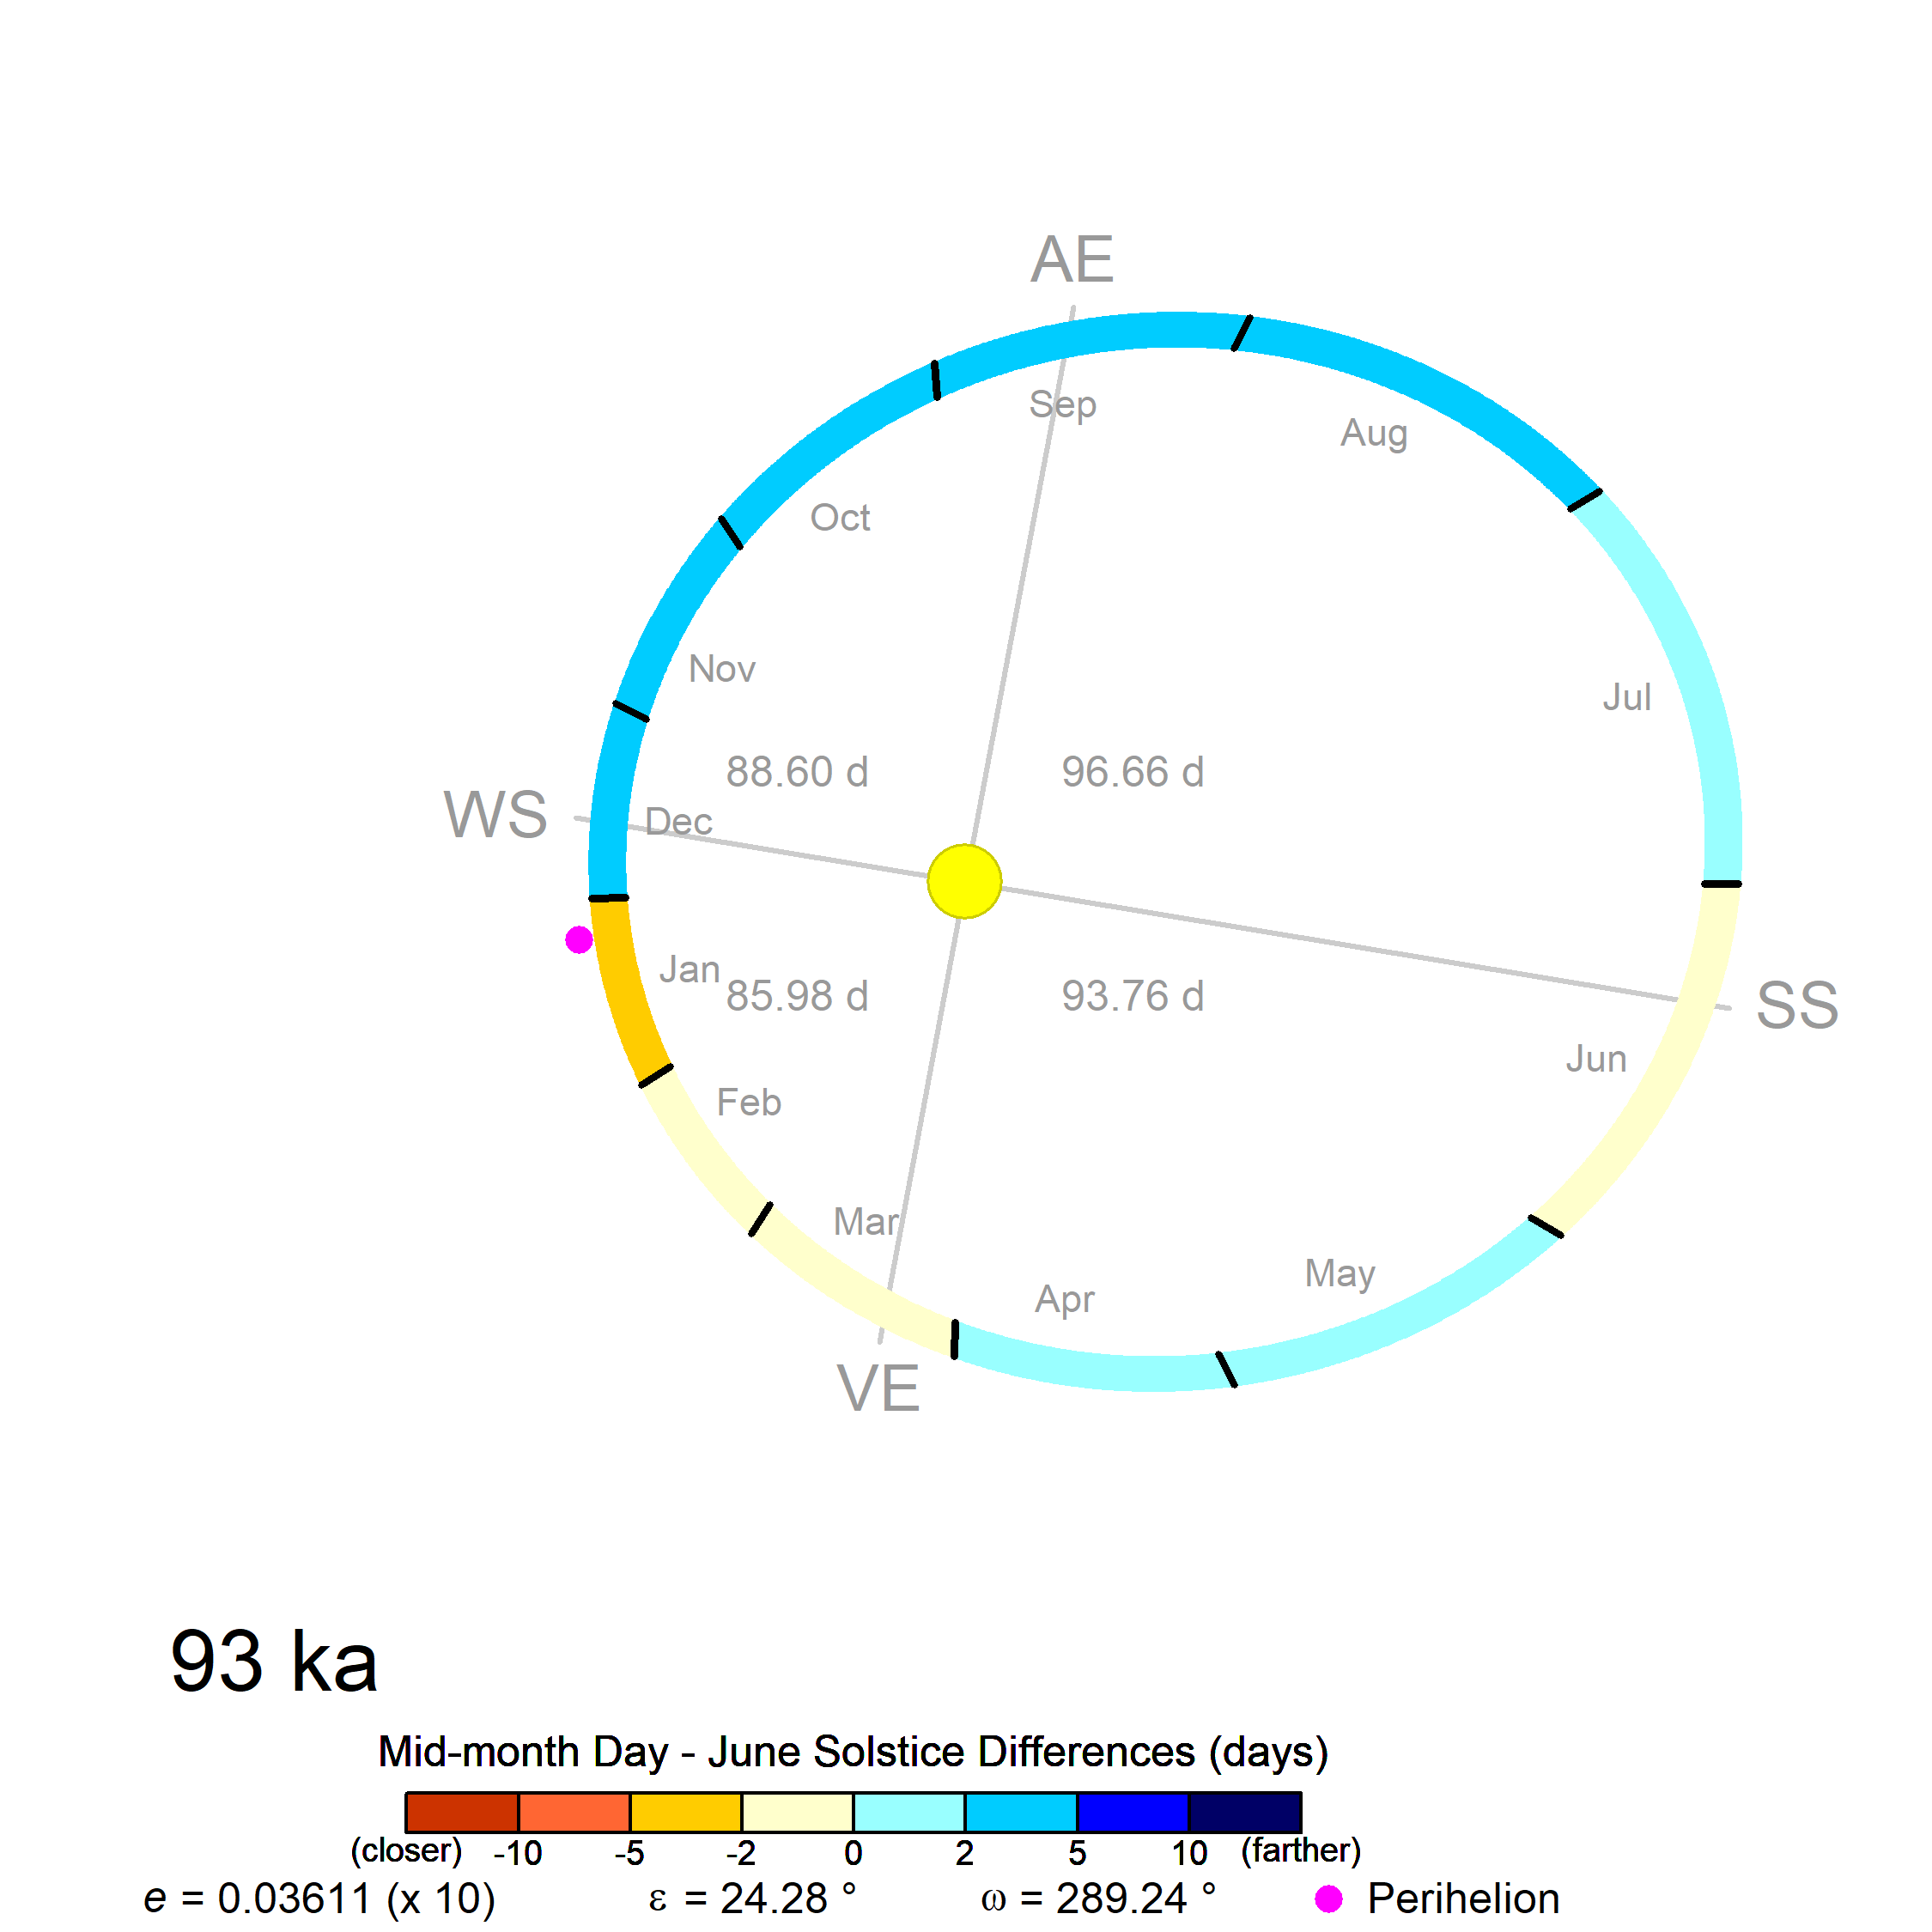 AE
Sep
Aug
Oct
Nov
Jul
88.60 d
96.66 d
WS
Dec
Jan
85.98 d
93.76 d
SS
Jun
Feb
Mar
Apr
May
VE
93 ka
Mid-month Day - June Solstice Differences (days)
(closer) -10 -5 -2 0 2 5 10 (farther)
e = 0.03611 (x 10) ε = 24.28 ° ω = 289.24 ° Perihelion